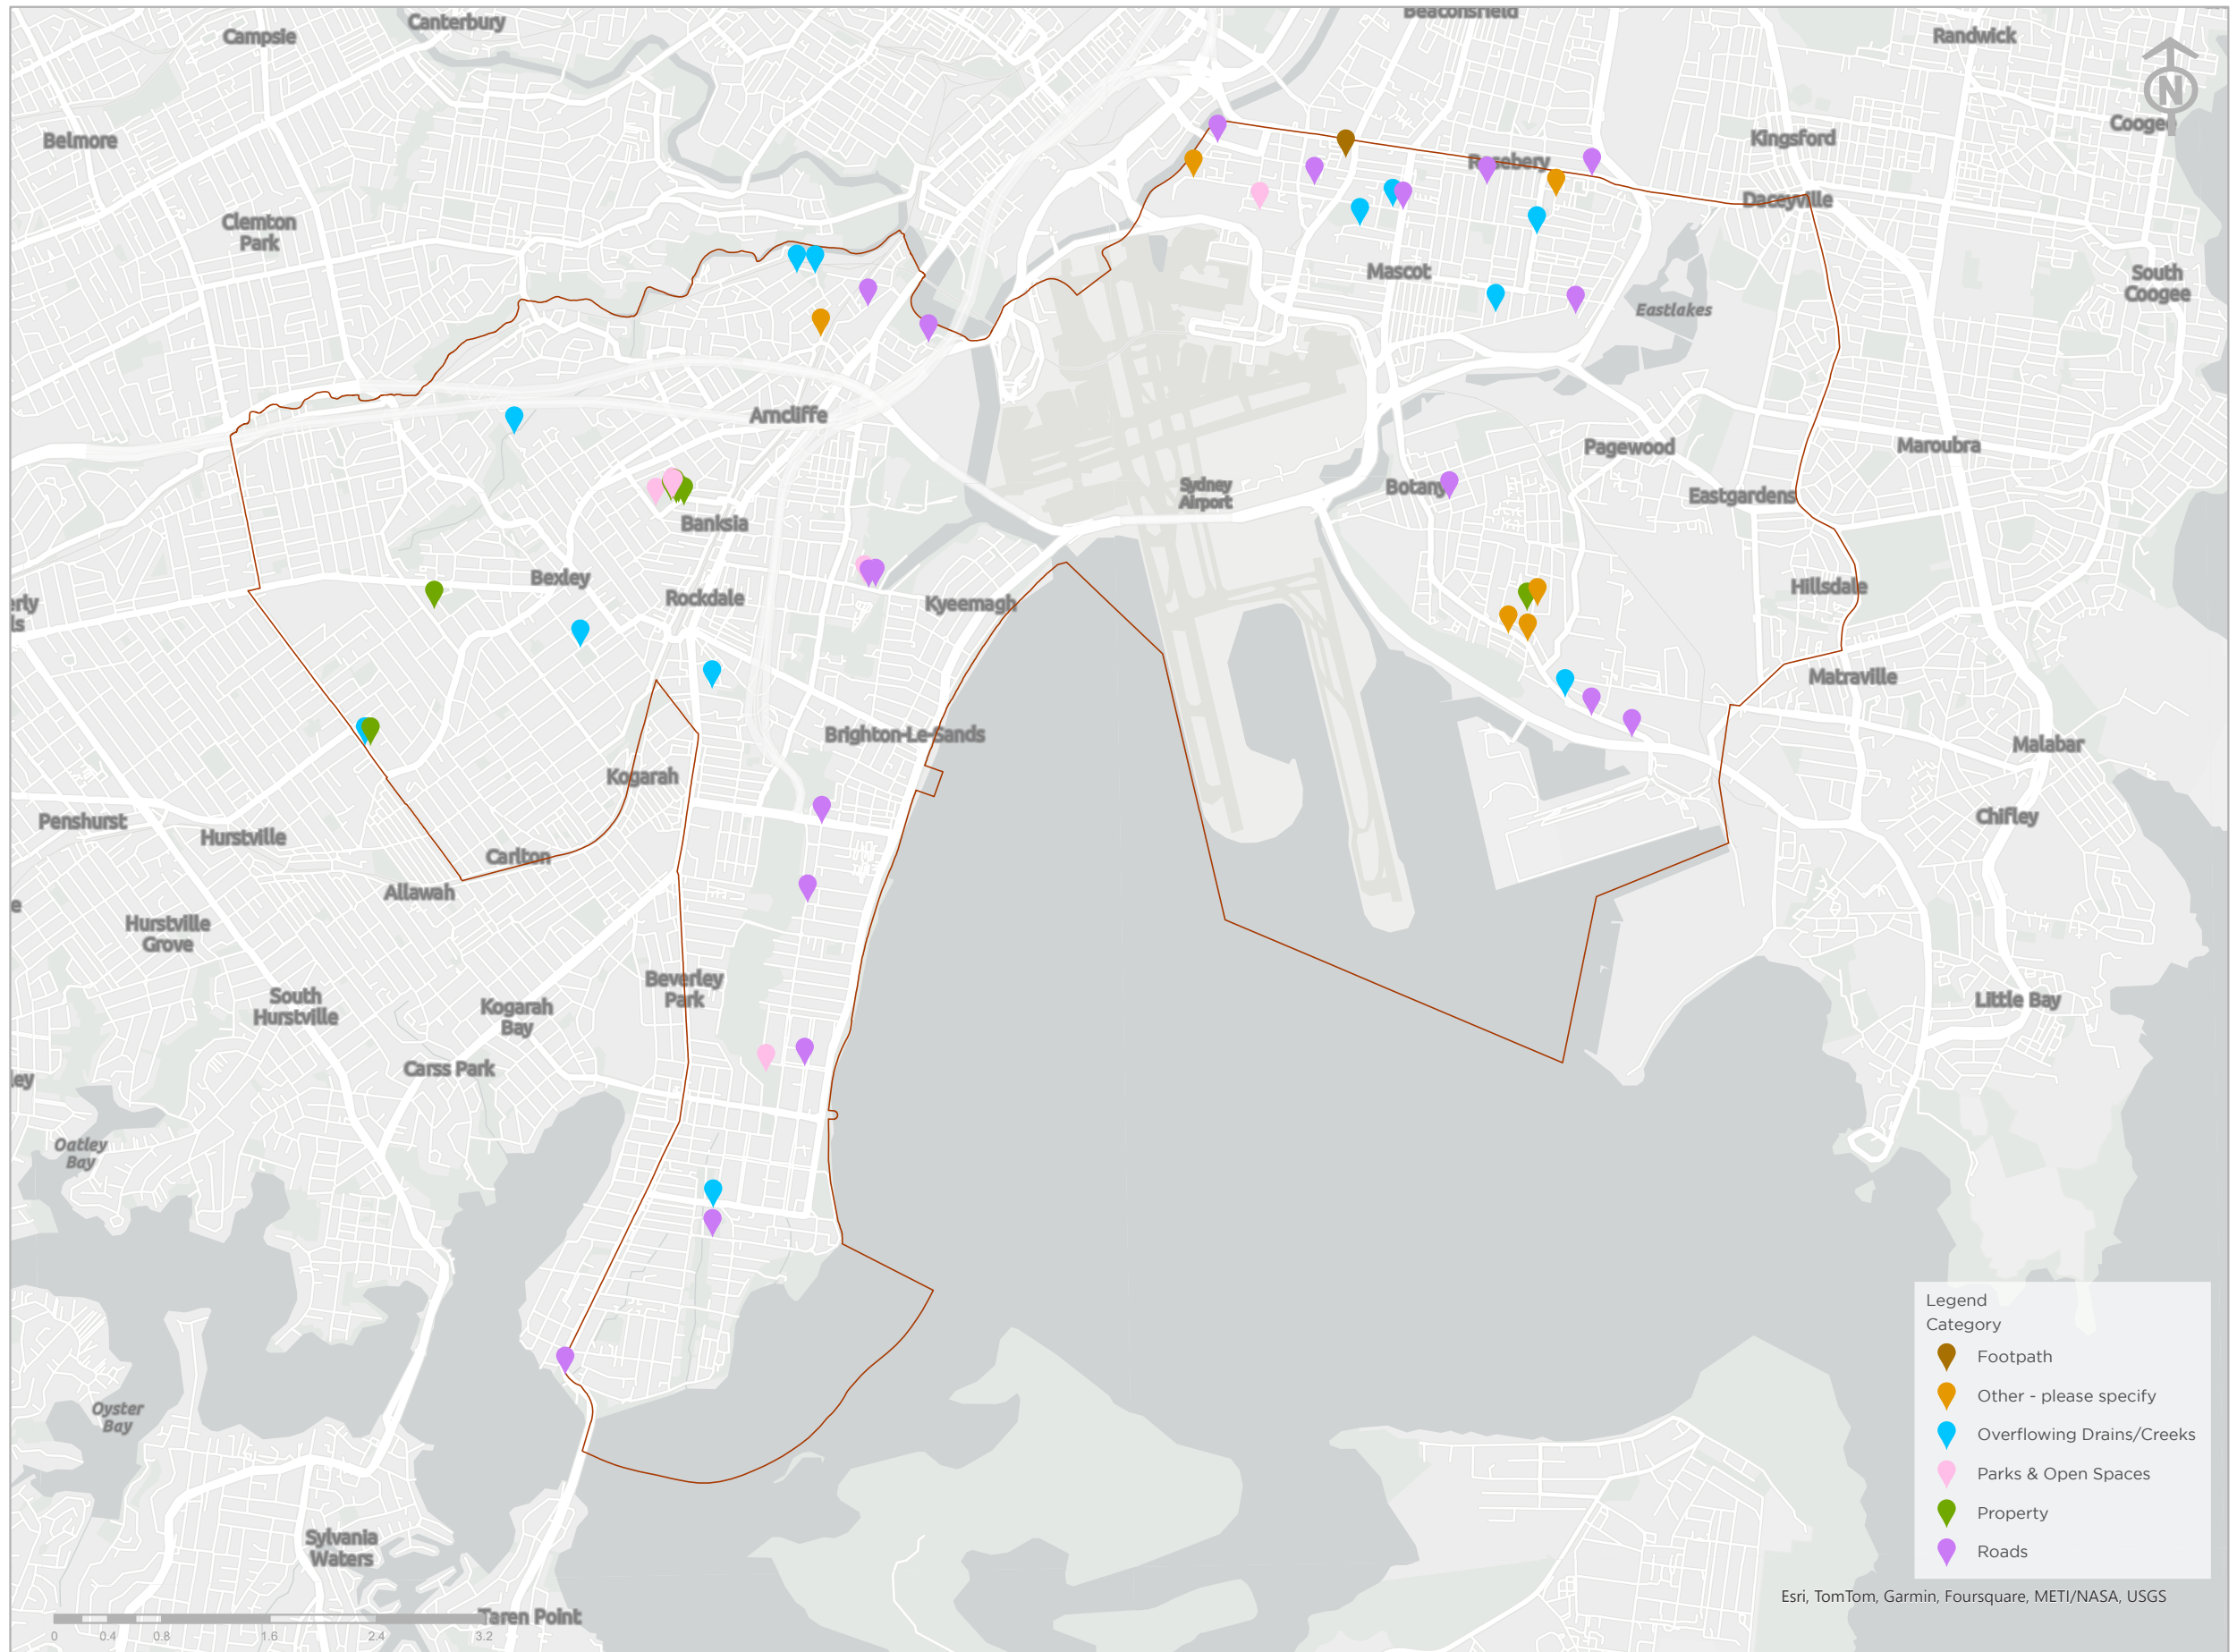 Canterbury
Campsie
Beaconsfield
Randwick
N
Belmore
Kingsford
Rosebery
Daceyville
Clemton
Park
Mascot
South
Coogee
Eastlakes
Arncliffe
Pagewood
Maroubra
Sydney
Airport
Botany
Eastgardens
Banksia
Bexley
Rockdale
Kyeemagh
Hillsdale
Matraville
Brighton-Le-Sands
Kogarah
Malabar
Penshurst
Hurstville
Chifley
Carlton
Allawah
Hurstville
Grove
Beverley
Park
South
Hurstville
Kogarah
Bay
Little Bay
Carss Park
Oatley
Bay
Oyster
Bay
Sylvania
Waters
Taren Point
0 0.4 0.8 1.6 2.4 3.2
Legend
Category
Footpath
Other - please specify
Overflowing Drains/Creeks
Parks & Open Spaces
Property
Roads
Esri, TomTom, Garmin, Foursquare, METI/NASA, USGS